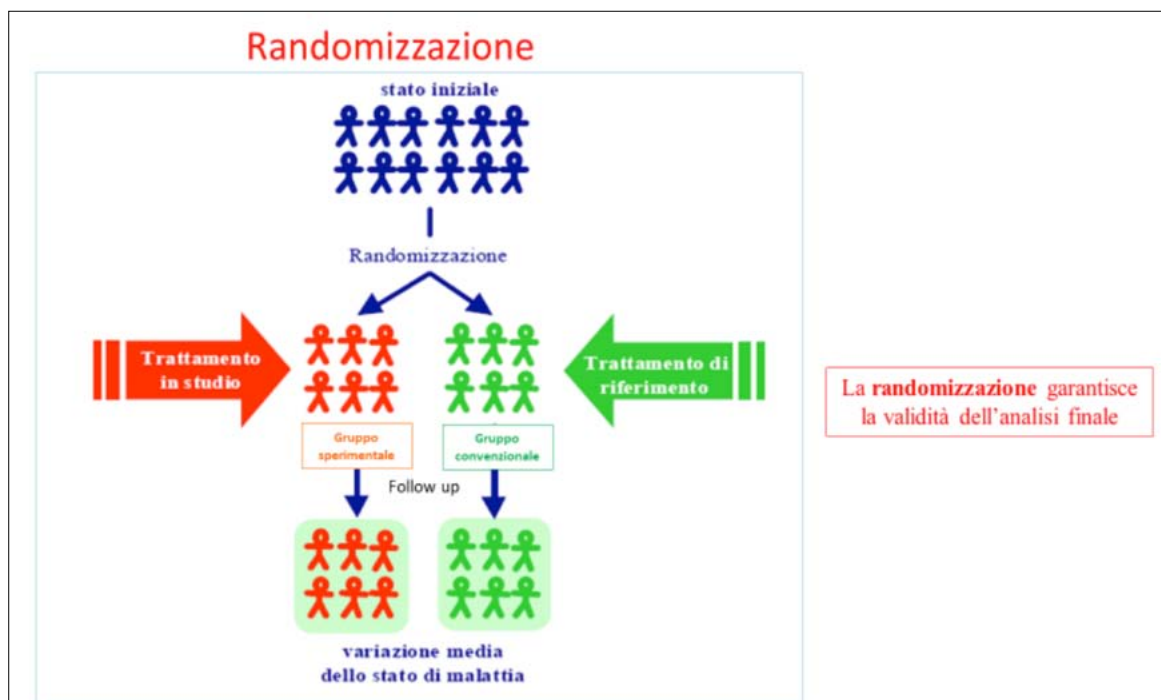 Randomizzazione
stato iniziale
Randomizzazione
Trattamento
in studio
Trattamento di
riferimento
La randomizzazione garantisce
la validità dell'analisi finale
Gruppo
sperimentale
Gruppo
convenzionale
Follow up
variazione media
dello stato di malattia